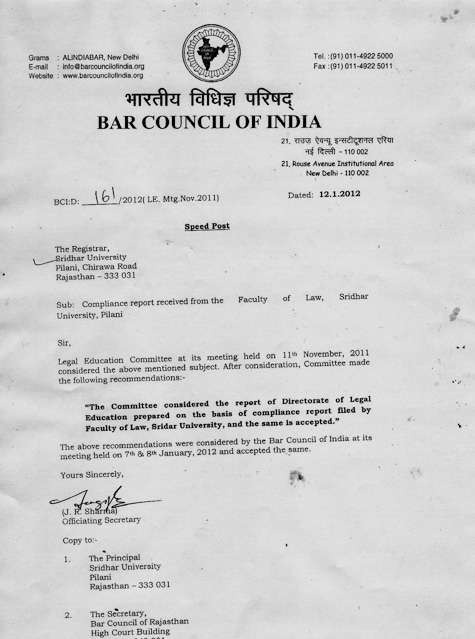 Grams : ALINDIABAR, New Delhi
E-mail : info@barcouncilofindia.org
Website : www.barcouncilofindia.org
Tel. :(91) 011-4922 5000
Fax :(91) 011-4922 5011
भारतीय विधिज्ञ परिषद्
BAR COUNCIL OF INDIA
21, राउज ऐवन्यू इन्स्टीटूशनल एरिया
नई दिल्ली - 110 002
21, Rouse Avenue Institutional Area
New Delhi - 110 002
BCI:D: 161/2012( LE. Mtg.Nov.2011)
Dated: 12.1.2012
Speed Post
The Registrar,
Sridhar University
Pilani, Chirawa Road
Rajasthan – 333 031
Sub: Compliance report received from the Faculty of Law, Sridhar
University, Pilani
Sir,
Legal Education Committee at its meeting held on 11th November, 2011
considered the above mentioned subject. After consideration, Committee made
the following recommendations:-
"The Committee considered the report of Directorate of Legal
Education prepared on the basis of compliance report filed by
Faculty of Law, Sridar University, and the same is accepted."
The above recommendations were considered by the Bar Council of India at its
meeting held on 7th & 8th January, 2012 and accepted the same.
Yours Sincerely,
(J. R. Sharma)
Officiating Secretary
Copy to:-
1. The Principal
Sridhar University
Pilani
Rajasthan – 333 031
2. The Secretary,
Bar Council of Rajasthan
High Court Building